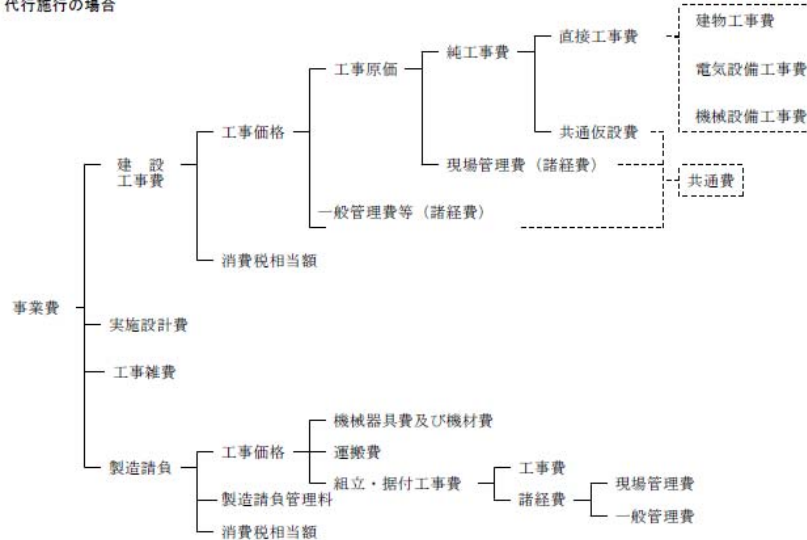 代行施行の場合
建物工事費
直接工事費
純工事費
工事原価
電気設備工事費
機械設備工事費
工事価格
共通仮設費
建　設
工事費
現場管理費（諸経費）
共通費
一般管理費等（諸経費）
消費税相当額
事業費
実施設計費
工事雑費
機械器具費及び機材費
工事価格
運搬費
製造請負
工事費
組立・据付工事費
現場管理費
製造請負管理料
諸経費
一般管理費
消費税相当額